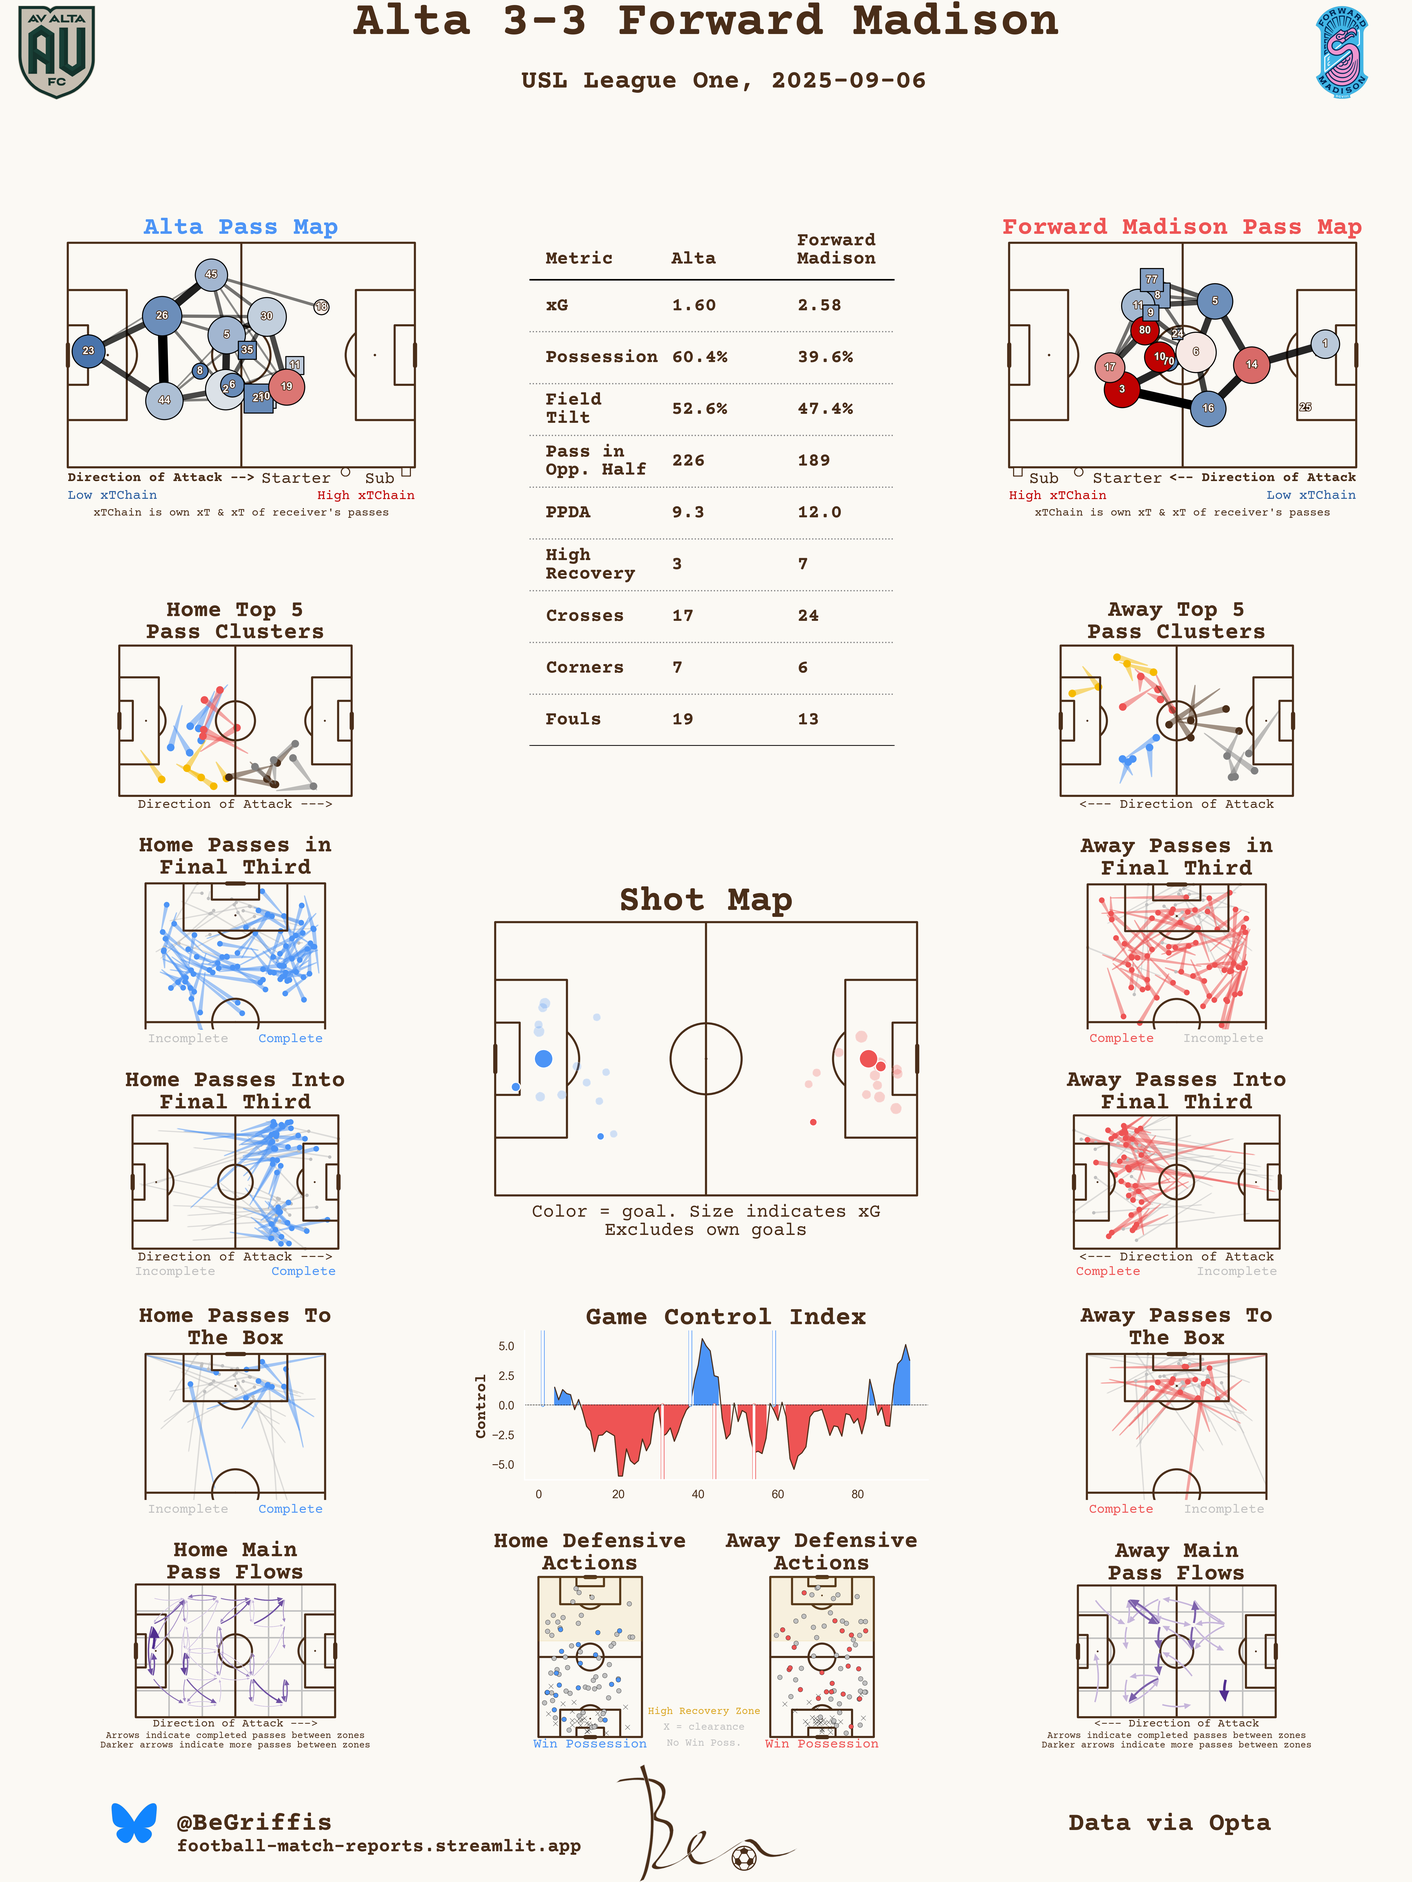 Alta 3-3 Forward Madison
USL League One, 2025-09-06
AV ALTA
AU
FC
FORWARD
MADISON
Alta Pass Map
45
18
26
30
5
23
35
8
11
2
6
19
44
21
10
Direction of Attack --> Starter Sub
Low xTChain High xTChain
xTChain is own xT & xT of receiver's passes
Metric Alta Forward Madison
xG 1.60 2.58
Possession 60.4% 39.6%
Field Tilt 52.6% 47.4%
Pass in Opp. Half 226 189
PPDA 9.3 12.0
High Recovery 3 7
Crosses 17 24
Corners 7 6
Fouls 19 13
Forward Madison Pass Map
77
8
11
5
9
80
24
1
10
70
6
17
14
3
16
25
Sub Starter <-- Direction of Attack
High xTChain Low xTChain
xTChain is own xT & xT of receiver's passes
Home Top 5
Pass Clusters
Direction of Attack --->
Away Top 5
Pass Clusters
<--- Direction of Attack
Home Passes in
Final Third
Incomplete Complete
Away Passes in
Final Third
Complete Incomplete
Shot Map
Color = goal. Size indicates xG
Excludes own goals
Home Passes Into
Final Third
Direction of Attack --->
Incomplete Complete
Away Passes Into
Final Third
<--- Direction of Attack
Complete Incomplete
Home Passes To
The Box
Incomplete Complete
Game Control Index
Control
5.0
2.5
0.0
−2.5
−5.0
0 20 40 60 80
Away Passes To
The Box
Complete Incomplete
Home Main
Pass Flows
Direction of Attack --->
Arrows indicate completed passes between zones
Darker arrows indicate more passes between zones
Home Defensive
Actions
Win Possession
High Recovery Zone
X = clearance
No Win Poss.
Away Defensive
Actions
Win Possession
Away Main
Pass Flows
<--- Direction of Attack
Arrows indicate completed passes between zones
Darker arrows indicate more passes between zones
@BeGriffis
football-match-reports.streamlit.app
Ben
Data via Opta